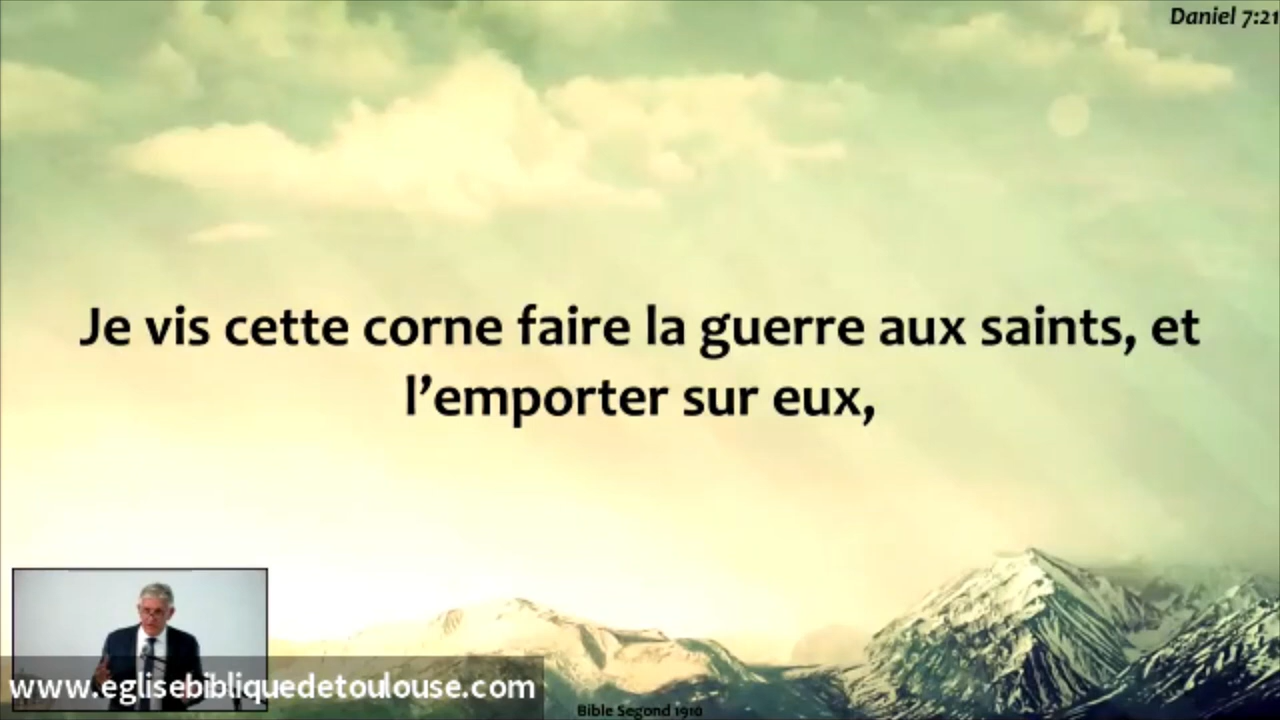 Daniel 7:21
Je vis cette corne faire la guerre aux saints, et
l’emporter sur eux,
www.eglisebibliquedetoulouse.com
Bible Segond 1910